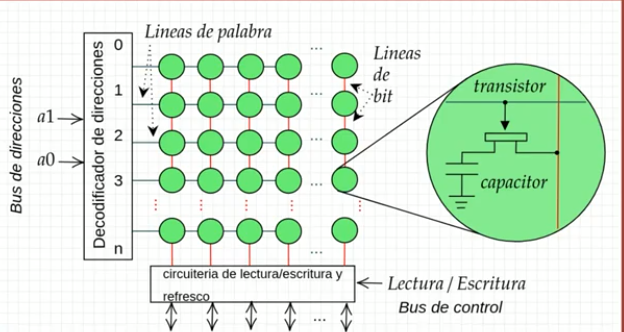 Lineas de palabra
Lineas
de
bit
Bus de direcciones
a1
a0
Decodificador de direcciones
0
1
2
3
n
...
...
...
...
...
transistor
capacitor
circuiteria de lectura/escritura y
refresco
Lectura / Escritura
Bus de control
...